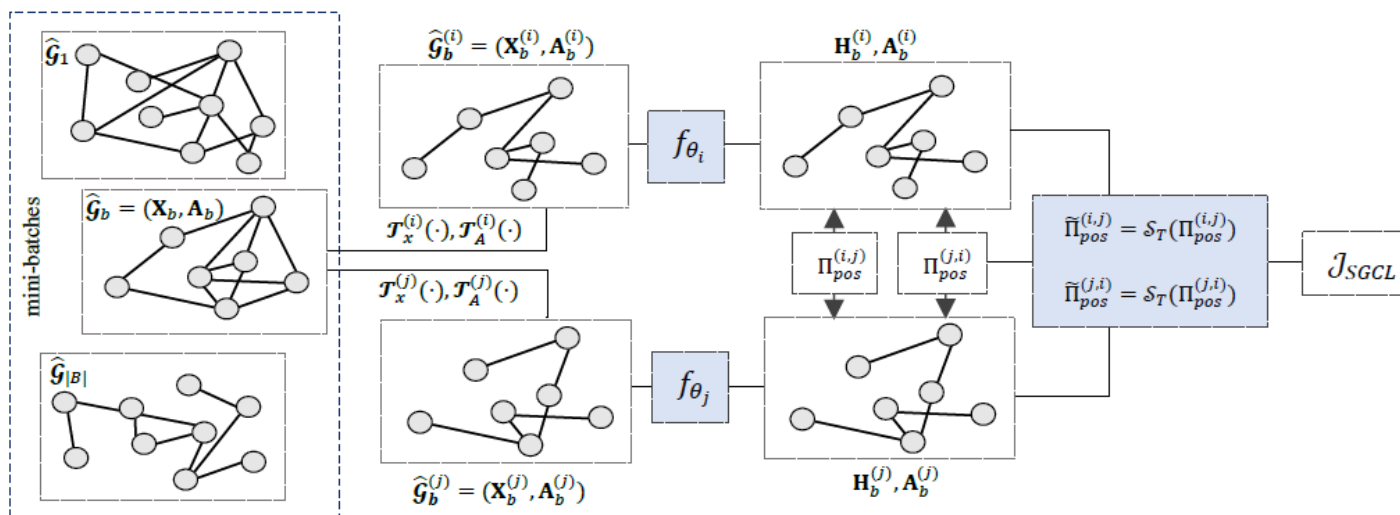 mini-batches
𝓖̂₁
𝓖̂_b = (𝐗_b, 𝐀_b)
𝓖̂_|B|
𝓖̂_b^(i) = (𝐗_b^(i), 𝐀_b^(i))
𝓣_x^(i)(·), 𝓣_A^(i)(·)
𝓣_x^(j)(·), 𝓣_A^(j)(·)
𝓖̂_b^(j) = (𝐗_b^(j), 𝐀_b^(j))
f_θᵢ
f_θⱼ
𝐇_b^(i), 𝐀_b^(i)
Π_pos^(i,j)
Π_pos^(j,i)
𝐇_b^(j), 𝐀_b^(j)
Π̃_pos^(i,j) = 𝒮_T(Π_pos^(i,j))
Π̃_pos^(j,i) = 𝒮_T(Π_pos^(j,i))
𝒥_SGCL